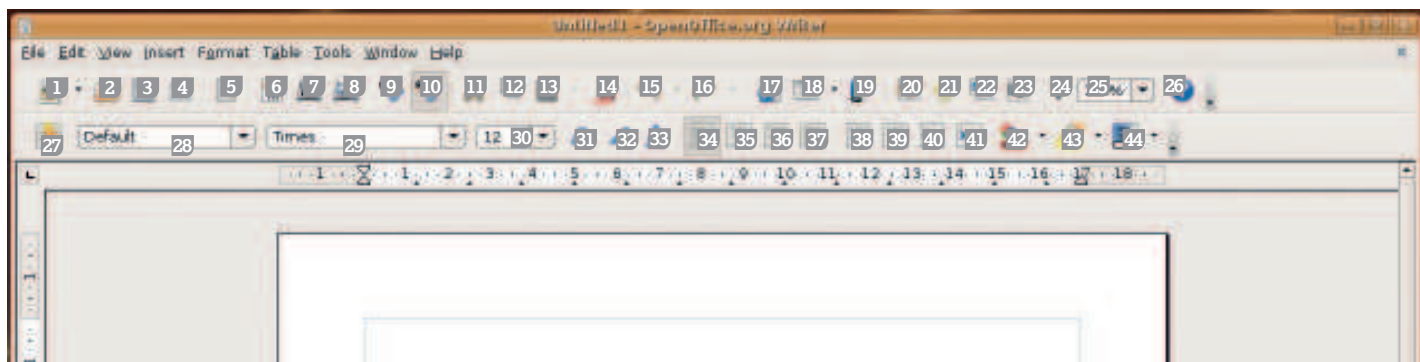 Untitled1 - OpenOffice.org Writer
File Edit View Insert Format Table Tools Window Help
1 2 3 4 5 6 7 8 9 10 11 12 13 14 15 16 17 18 19 20 21 22 23 24 25 % 26
27 Default 28 Times 29 12 30 31 32 33 34 35 36 37 38 39 40 41 42 43 44
1 1 2 3 4 5 6 7 8 9 10 11 12 13 14 15 16 17 18
1
1